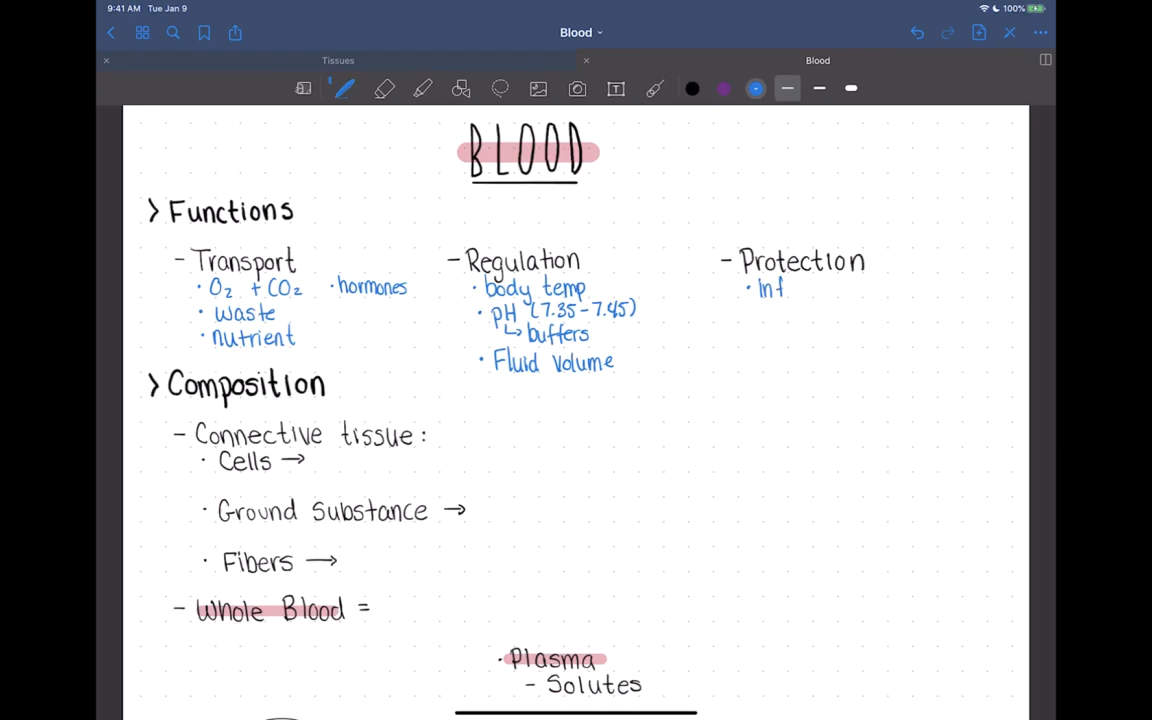 9:41 AM Tue Jan 9
100%
Blood
Tissues
Blood
T
BLOOD
> Functions
- Transport
· O₂ + CO₂ · hormones
· waste
· nutrient
- Regulation
· body temp
· pH (7.35-7.45)
↳ buffers
· Fluid volume
- Protection
· Inf
> Composition
- Connective tissue:
· Cells →
· Ground substance →
· Fibers →
- Whole Blood =
· Plasma
- Solutes